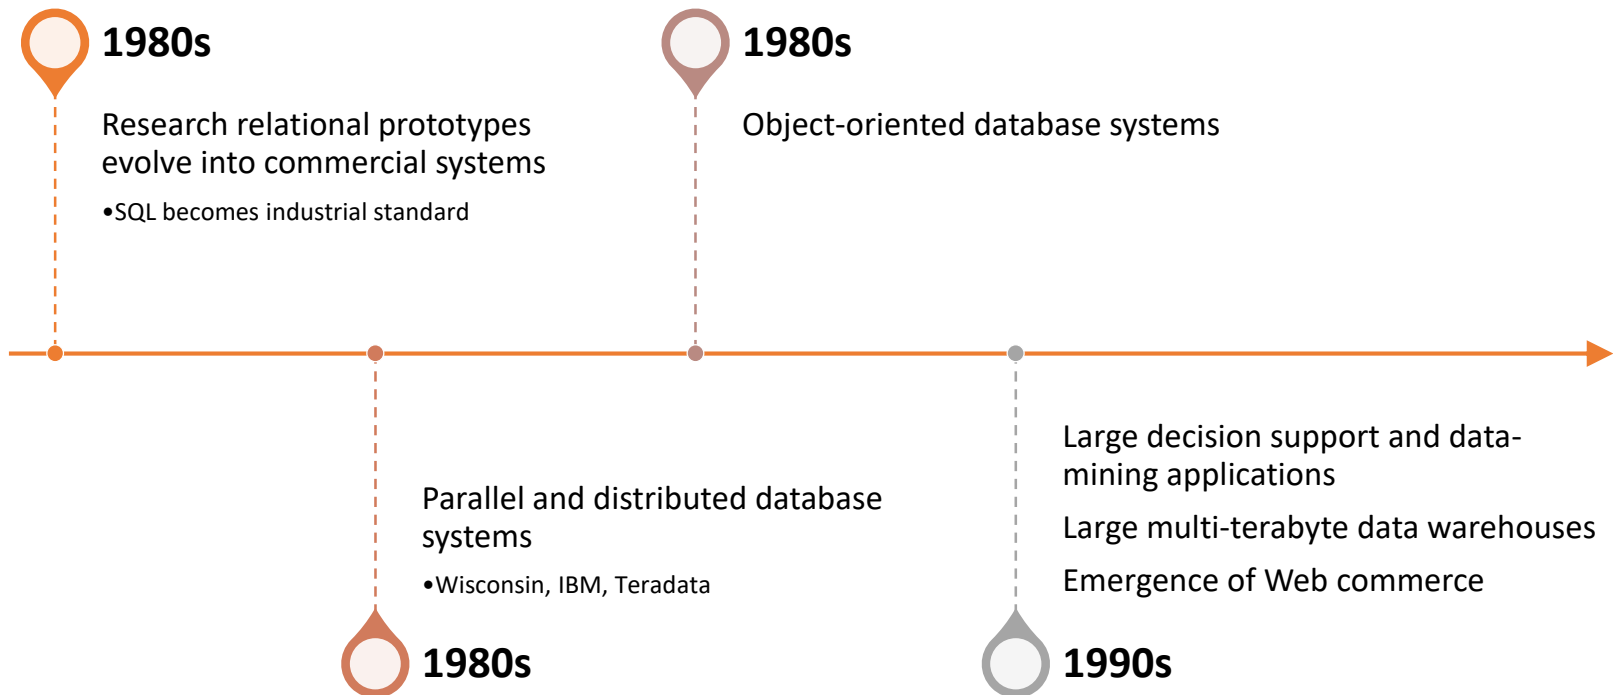 1980s
Research relational prototypes
evolve into commercial systems
•SQL becomes industrial standard
Parallel and distributed database
systems
•Wisconsin, IBM, Teradata
1980s
1980s
Object-oriented database systems
Large decision support and data-
mining applications
Large multi-terabyte data warehouses
Emergence of Web commerce
1990s